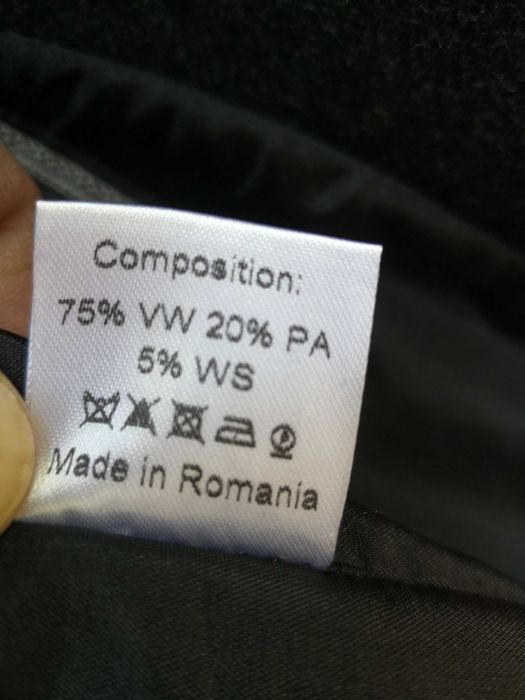 Composition:
75% VW 20% PA
5% WS
Made in Romania